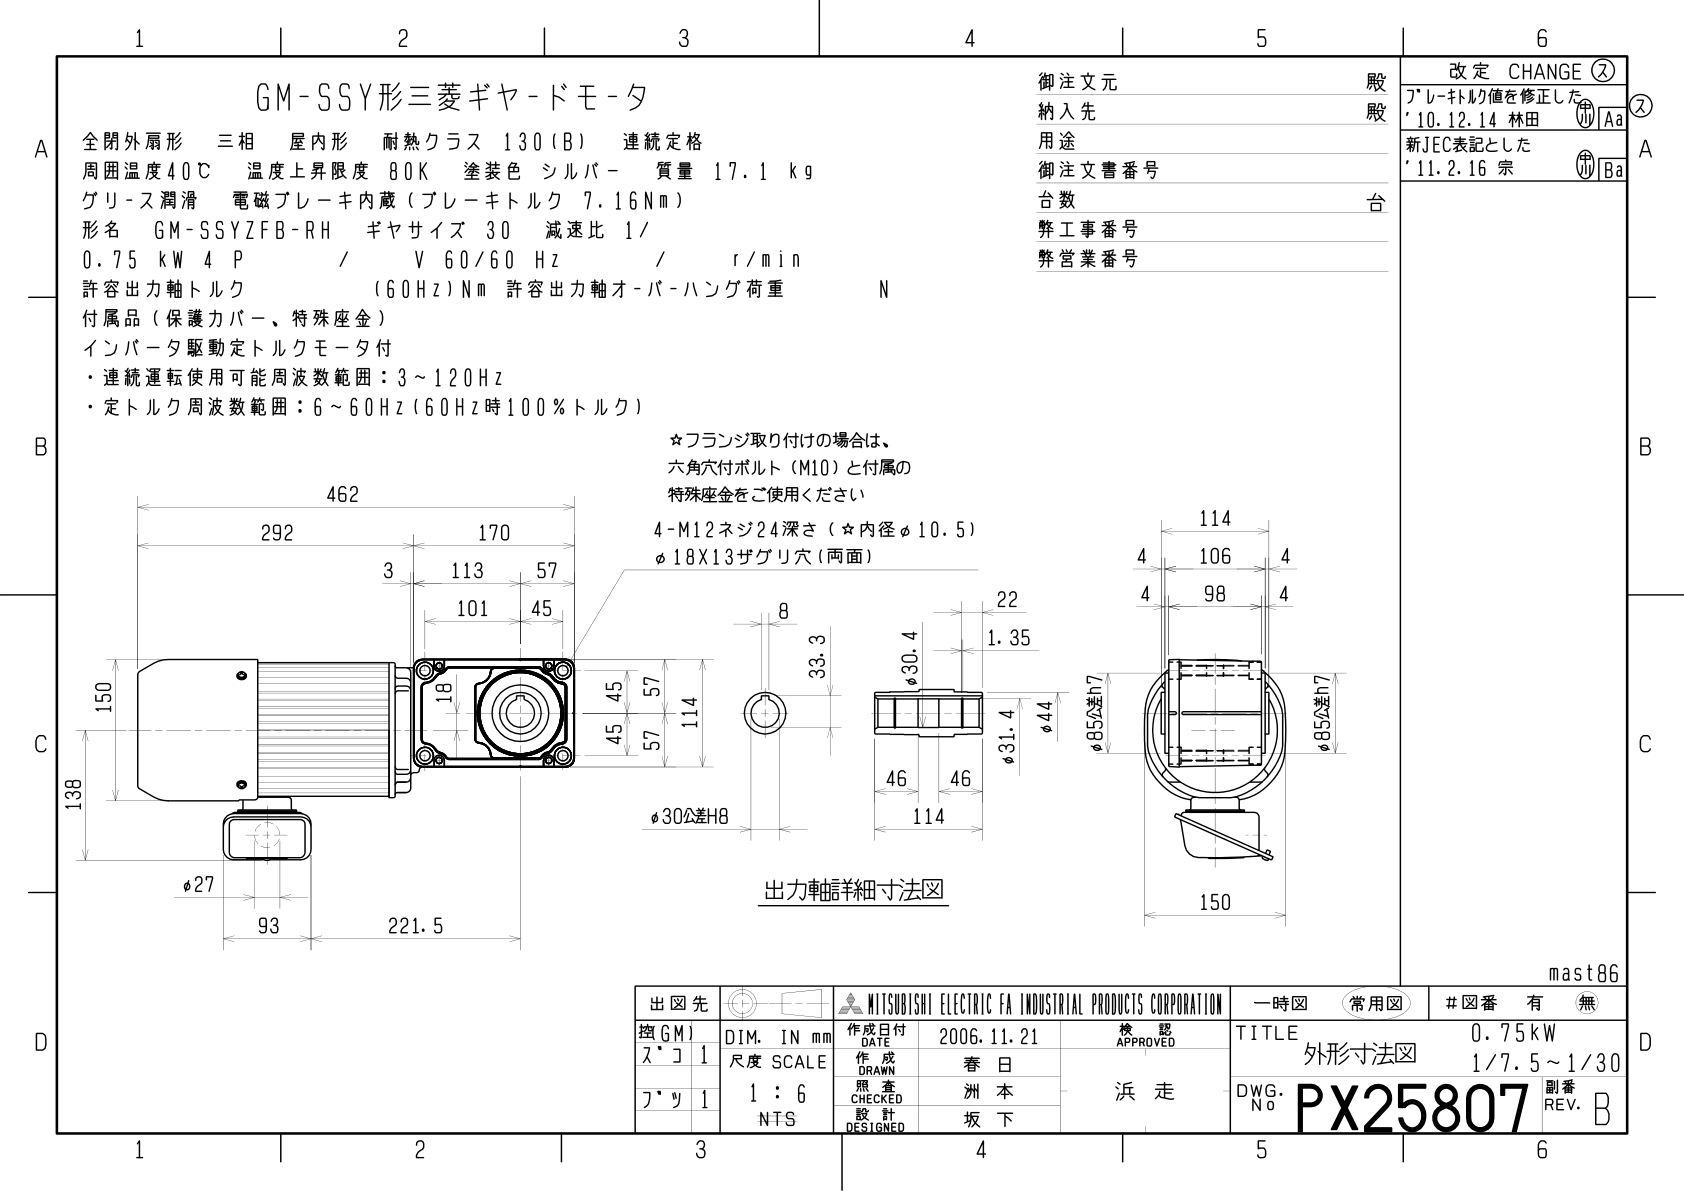 1 2 3 4 5 6
A
B
C
D
GM-SSY形三菱ギヤ-ドモ-タ
全閉外扇形 三相 屋内形 耐熱クラス 130(B) 連続定格
周囲温度40℃ 温度上昇限度 80K 塗装色 シルバー 質量 17.1 kg
グリ-ス潤滑 電磁ブレーキ内蔵(ブレーキトルク 7.16Nm)
形名 GM-SSYZFB-RH ギヤサイズ 30 減速比 1/
0.75 kW 4 P / V 60/60 Hz / r/min
許容出力軸トルク (60Hz)Nm 許容出力軸オ-バ-ハング荷重 N
付属品(保護カバー、特殊座金)
インバータ駆動定トルクモータ付
・連続運転使用可能周波数範囲:3~120Hz
・定トルク周波数範囲:6~60Hz(60Hz時100%トルク)
御注文元 殿
納入先 殿
用途
御注文書番号
台数 台
弊工事番号
弊営業番号
改定 CHANGE ス
ブレーキトルク値を修正した
'10.12.14 林田 Aa
ス
新JEC表記とした
'11.2.16 宗 Ba
A
B
C
D
☆フランジ取り付けの場合は、
六角穴付ボルト(M10)と付属の
特殊座金をご使用ください
4-M12ネジ24深さ(☆内径φ10.5)
φ18X13ザグリ穴(両面)
462
292 170
3 113 57
101 45
150
138
18
45
45
57
57
114
φ27
93 221.5
8
33.3
φ30公差H8
φ30.4
22
1.35
φ31.4
φ44
46 46
114
出力軸詳細寸法図
114
4 106 4
4 98 4
φ85公差h7
φ85公差h7
150
mast86
出図先
控(GM)
ズコ 1
ブツ 1
MITSUBISHI ELECTRIC FA INDUSTRIAL PRODUCTS CORPORATION
一時図 常用図 #図番 有 無
DIM. IN mm
尺度 SCALE
1 : 6
NTS
作成日付 DATE 2006.11.21
作成 DRAWN 春日
照査 CHECKED 洲本
設計 DESIGNED 坂下
検認 APPROVED
浜走
TITLE 外形寸法図
0.75kW
1/7.5~1/30
DWG. No PX25807
副番 REV. B
1 2 3 4 5 6